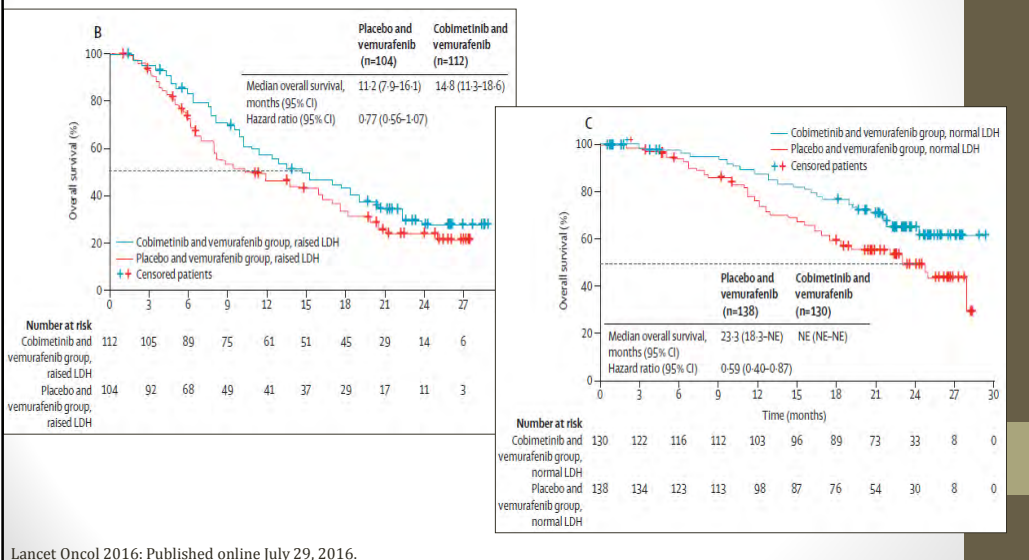 B
Placebo and Cobimetinib and
vemurafenib vemurafenib
(n=104) (n=112)
Median overall survival, 11·2 (7·9–16·1) 14·8 (11·3–18·6)
months (95% CI)
Hazard ratio (95% CI) 0·77 (0·56–1·07)
Overall survival (%)
100
80
60
40
20
0
Cobimetinib and vemurafenib group, raised LDH
Placebo and vemurafenib group, raised LDH
Censored patients
0 3 6 9 12 15 18 21 24 27
Number at risk
Cobimetinib and 112 105 89 75 61 51 45 29 14 6
vemurafenib group,
raised LDH
Placebo and 104 92 68 49 41 37 29 17 11 3
vemurafenib group,
raised LDH
C
Cobimetinib and vemurafenib group, normal LDH
Placebo and vemurafenib group, normal LDH
Censored patients
Overall survival (%)
100
80
60
40
20
0
Placebo and Cobimetinib and
vemurafenib vemurafenib
(n=138) (n=130)
Median overall survival, 23·3 (18·3–NE) NE (NE–NE)
months (95% CI)
Hazard ratio (95% CI) 0·59 (0·40–0·87)
0 3 6 9 12 15 18 21 24 27 30
Time (months)
Number at risk
Cobimetinib and 130 122 116 112 103 96 89 73 33 8 0
vemurafenib group,
normal LDH
Placebo and 138 134 123 113 98 87 76 54 30 8 0
vemurafenib group,
normal LDH
Lancet Oncol 2016: Published online July 29, 2016.